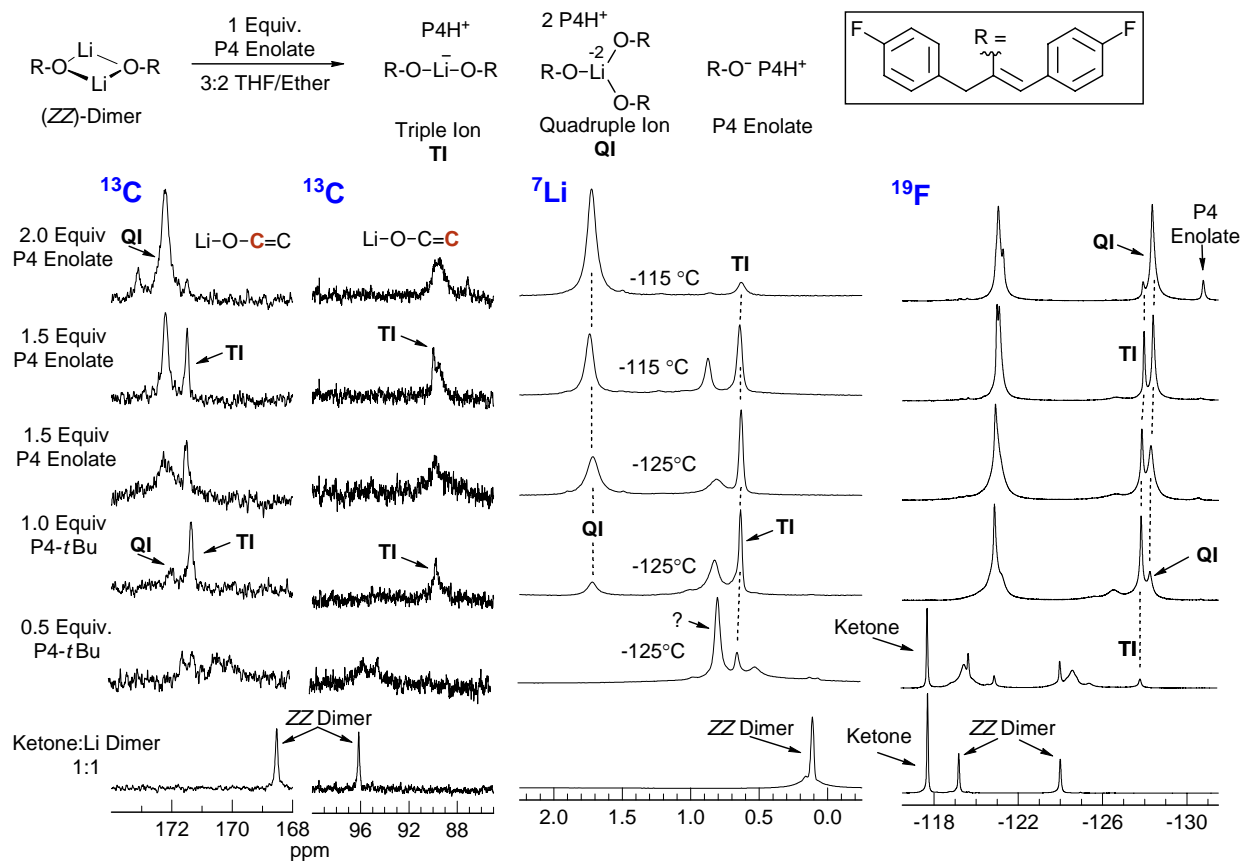 1 Equiv.
P4 Enolate
3:2 THF/Ether
Li
R-O
O-R
Li
(ZZ)-Dimer
P4H+
R-O-Li-O-R
Triple Ion
TI
2 P4H+
O-R
-2
R-O-Li
O-R
Quadruple Ion
QI
R-O− P4H+
P4 Enolate
F
R =
F
13C
13C
7Li
19F
2.0 Equiv
P4 Enolate
QI
Li-O-C=C
Li-O-C=C
-115 °C
TI
QI
P4
Enolate
1.5 Equiv
P4 Enolate
TI
TI
-115 °C
TI
1.5 Equiv
P4 Enolate
-125°C
1.0 Equiv
P4-tBu
QI
TI
TI
QI
TI
-125°C
QI
0.5 Equiv.
P4-tBu
?
-125°C
Ketone
TI
Ketone:Li Dimer
1:1
ZZ Dimer
ZZ Dimer
Ketone
ZZ Dimer
172 170 168
96 92 88
ppm
2.0 1.5 1.0 0.5 0.0
-118 -122 -126 -130